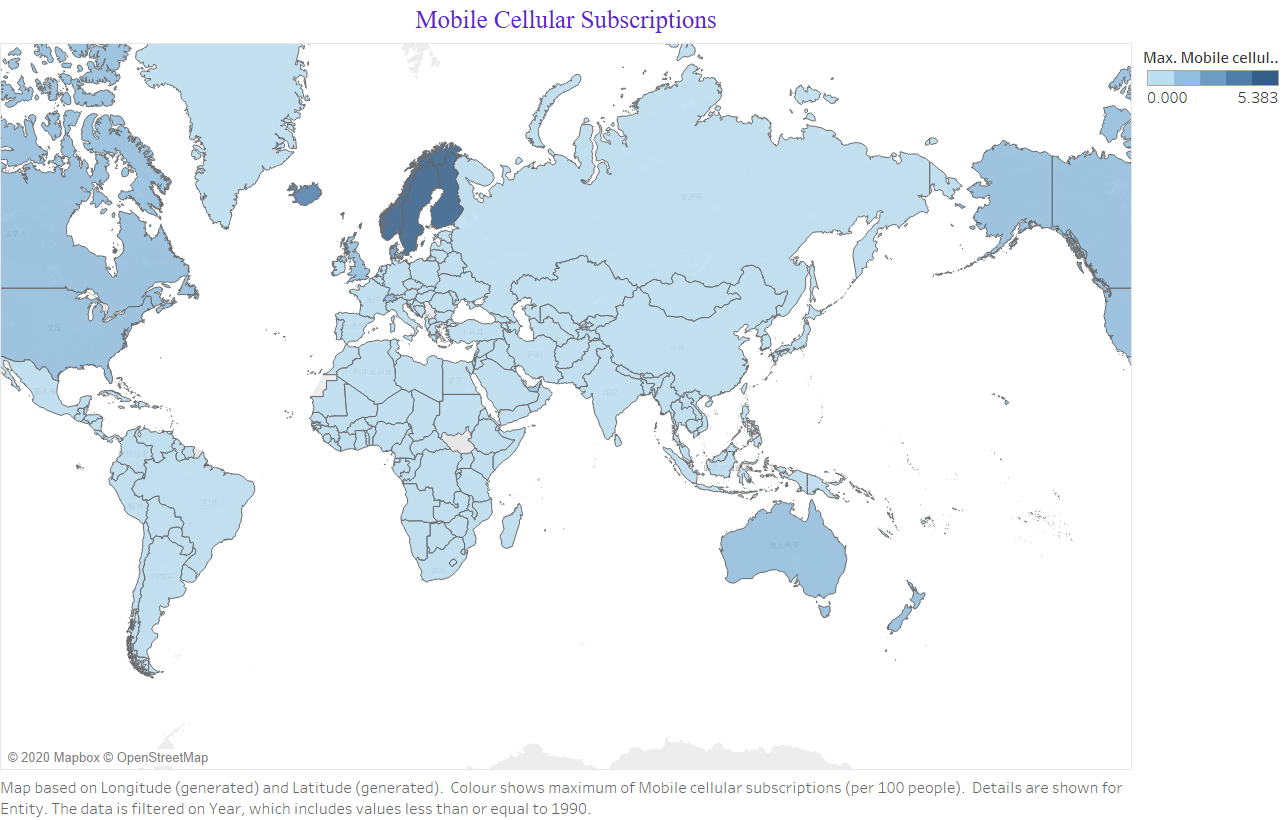 Mobile Cellular Subscriptions
Max. Mobile cellul..
0.000
5.383
© 2020 Mapbox © OpenStreetMap
Map based on Longitude (generated) and Latitude (generated).  Colour shows maximum of Mobile cellular subscriptions (per 100 people).  Details are shown for
Entity. The data is filtered on Year, which includes values less than or equal to 1990.